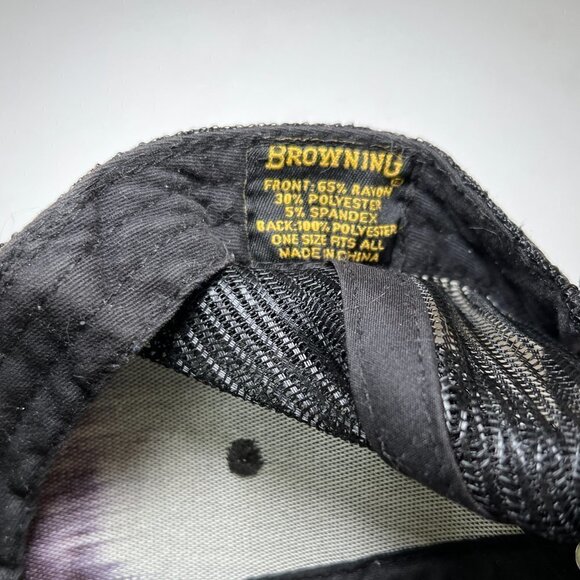 BROWNING
FRONT: 65% RAYON
30% POLYESTER
5% SPANDEX
BACK:100% POLYESTER
ONE SIZE FITS ALL
MADE IN CHINA